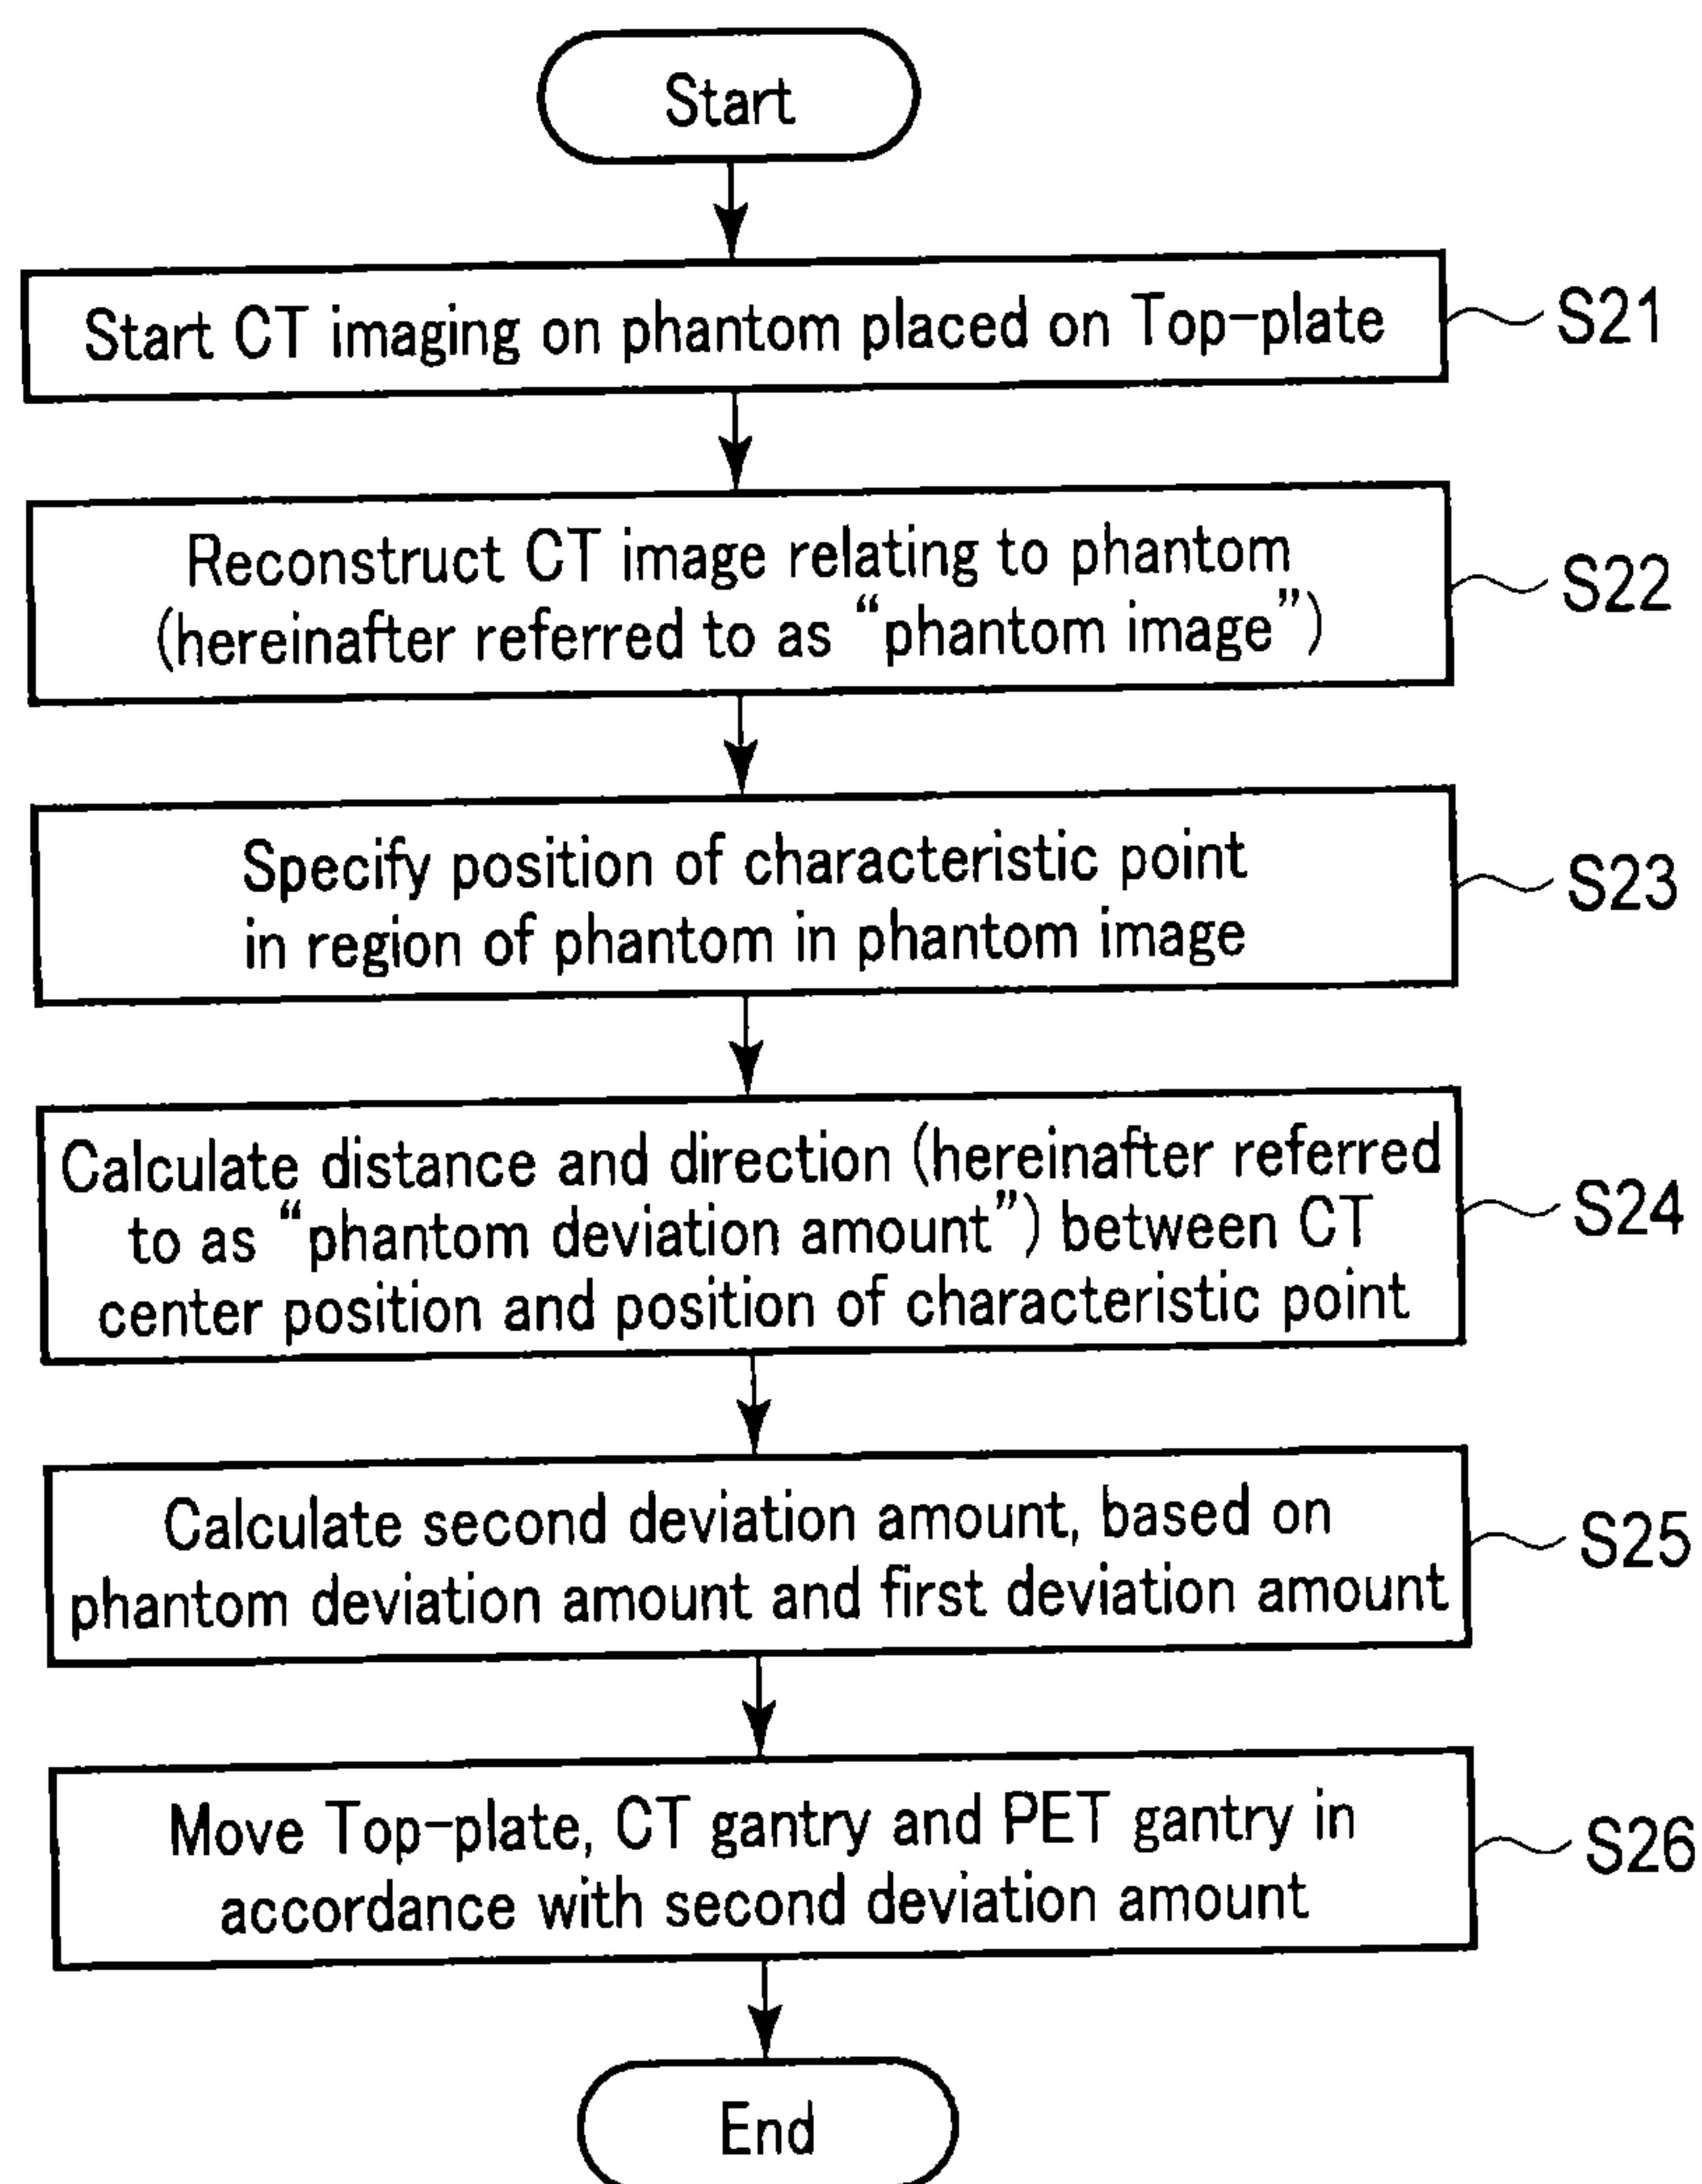 Start
Start CT imaging on phantom placed on Top-plate
S21
Reconstruct CT image relating to phantom
(hereinafter referred to as “phantom image”)
S22
Specify position of characteristic point
in region of phantom in phantom image
S23
Calculate distance and direction (hereinafter referred
to as “phantom deviation amount”) between CT
center position and position of characteristic point
S24
Calculate second deviation amount, based on
phantom deviation amount and first deviation amount
S25
Move Top-plate, CT gantry and PET gantry in
accordance with second deviation amount
S26
End